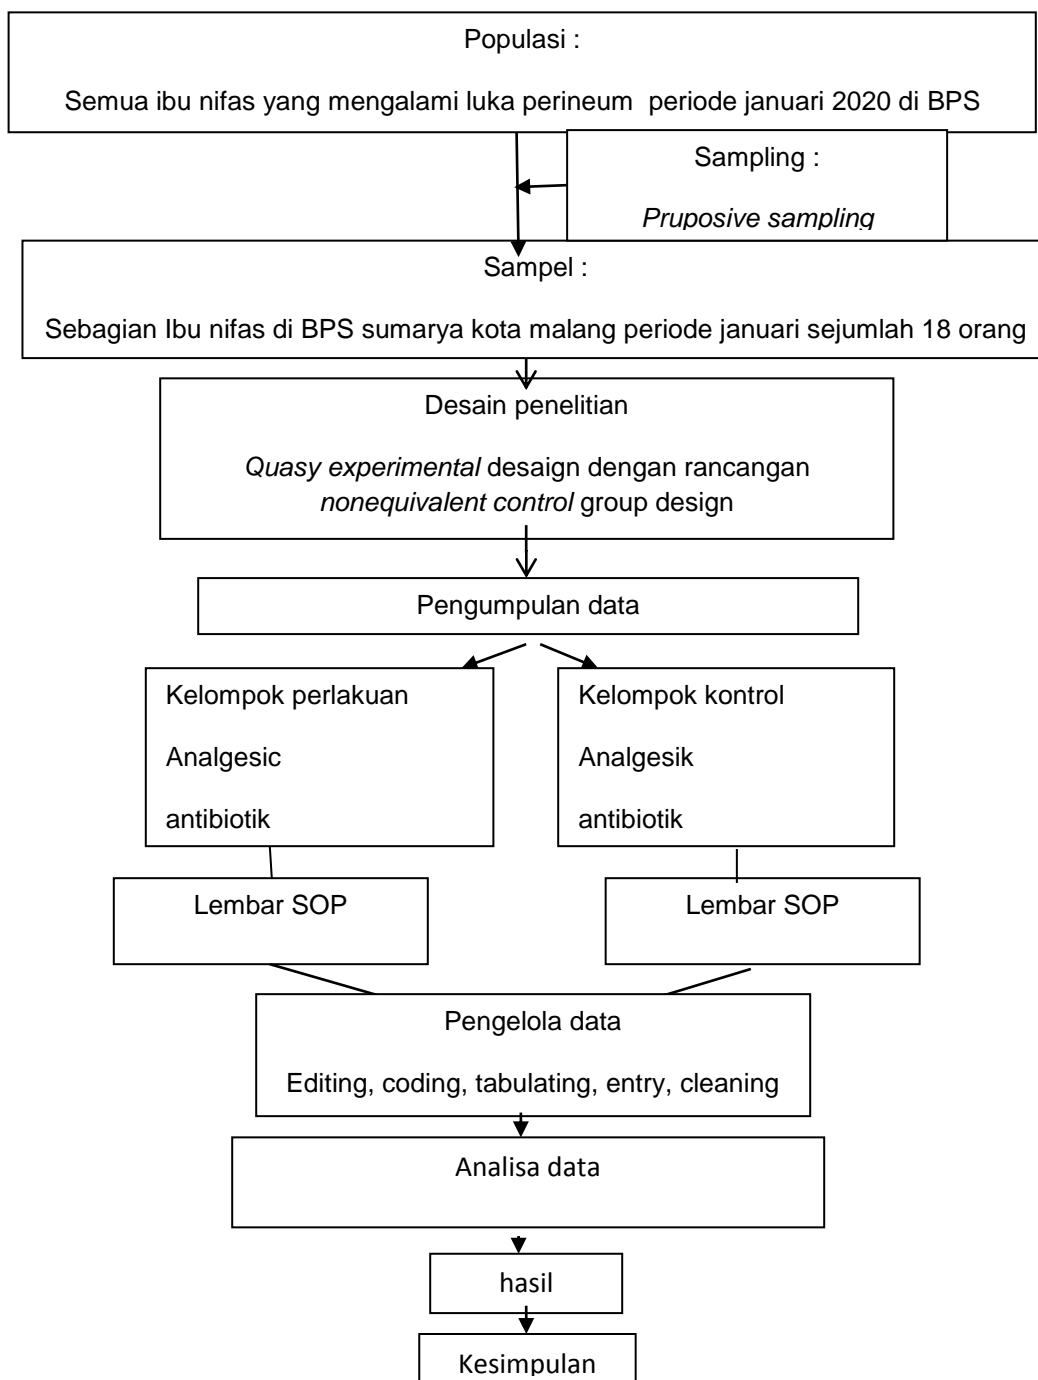 Populasi :
Semua ibu nifas yang mengalami luka perineum periode januari 2020 di BPS
Sampling :
Pruposive sampling
Sampel :
Sebagian Ibu nifas di BPS sumarya kota malang periode januari sejumlah 18 orang
Desain penelitian
Quasy experimental desaign dengan rancangan
nonequivalent control group design
Pengumpulan data
Kelompok perlakuan
Analgesic
antibiotik
Kelompok kontrol
Analgesik
antibiotik
Lembar SOP
Lembar SOP
Pengelola data
Editing, coding, tabulating, entry, cleaning
Analisa data
hasil
Kesimpulan